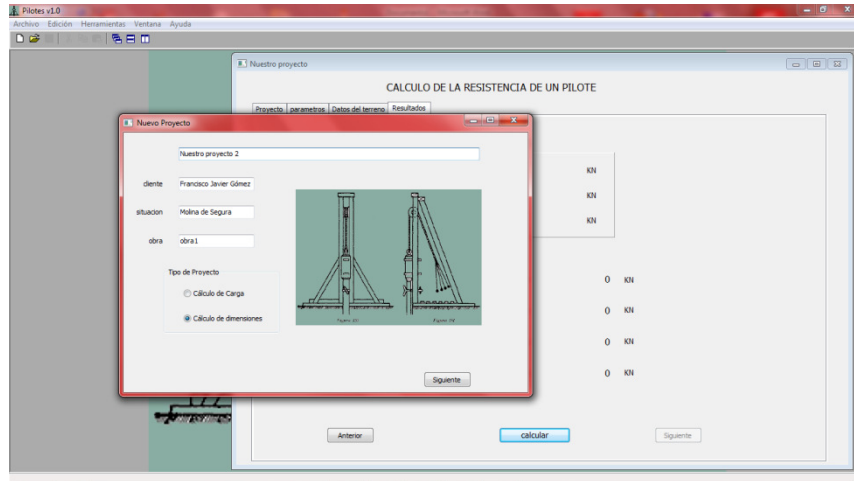 Pilotes v1.0
Archivo Edición Herramientas Ventana Ayuda
Nuestro proyecto
CALCULO DE LA RESISTENCIA DE UN PILOTE
Proyecto parametros Datos del terreno Resultados
KN
KN
KN
0 KN
0 KN
0 KN
0 KN
Anterior calcular Siguiente
Nuevo Proyecto
Nuestro proyecto 2
cliente Francisco Javier Gómez
situacion Molina de Segura
obra obra1
Tipo de Proyecto
Cálculo de Carga
Cálculo de dimensiones
Siguiente